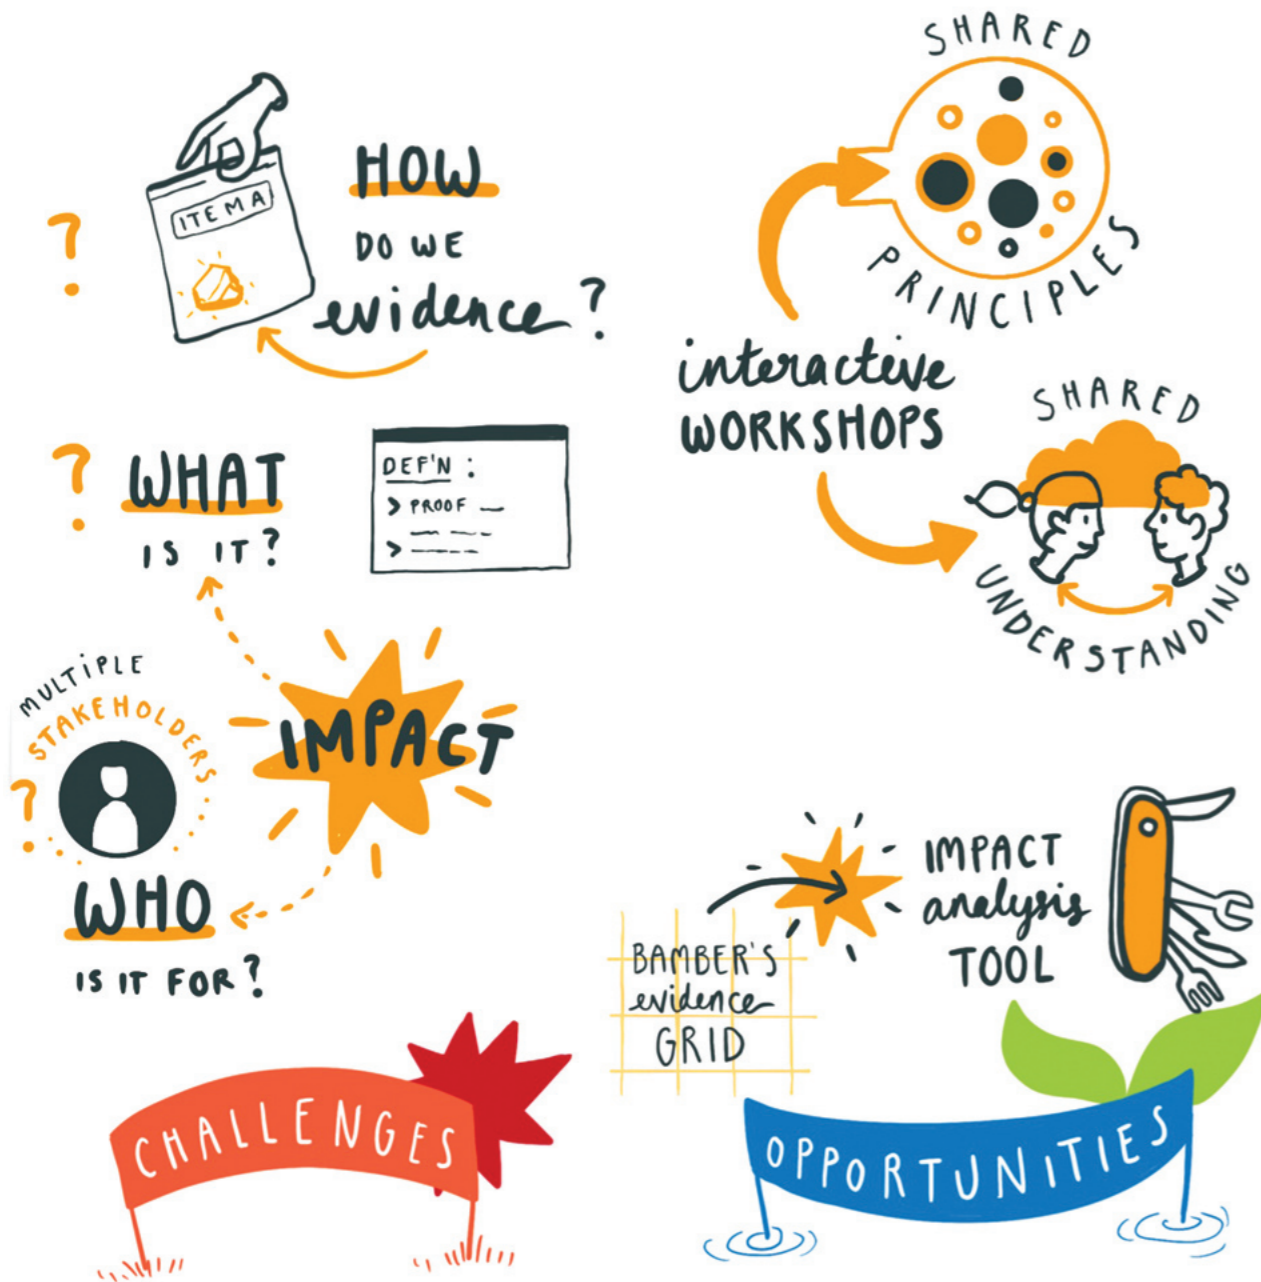 ?
ITEM A
HOW
DO WE
evidence?
?
WHAT
IS IT?
DEF'N :
> PROOF —
>
MULTIPLE
STAKEHOLDERS
?
IMPACT
WHO
IS IT FOR?
CHALLENGES
SHARED
PRINCIPLES
interactive
WORKSHOPS
SHARED
UNDERSTANDING
BAMBER'S
evidence
GRID
IMPACT
analysis
TOOL
OPPORTUNITIES